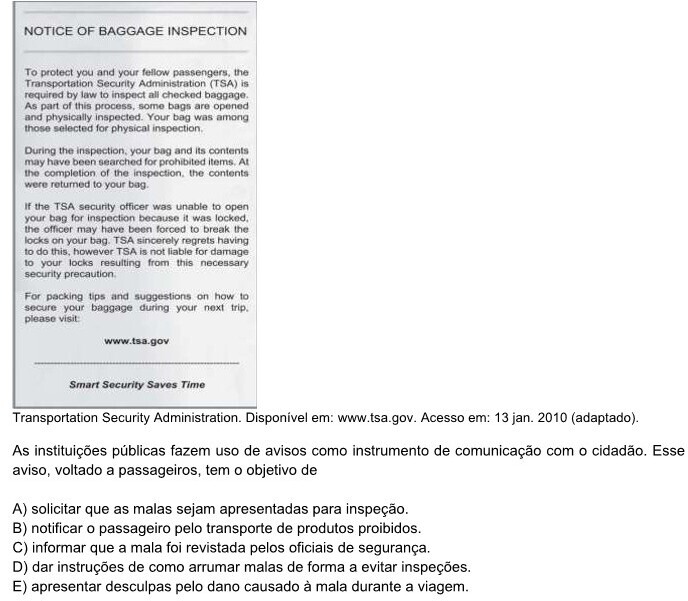 NOTICE OF BAGGAGE INSPECTION
To protect you and your fellow passengers, the
Transportation Security Administration (TSA) is
required by law to inspect all checked baggage.
As part of this process, some bags are opened
and physically inspected. Your bag was among
those selected for physical inspection.
During the inspection, your bag and its contents
may have been searched for prohibited items. At
the completion of the inspection, the contents
were returned to your bag.
If the TSA security officer was unable to open
your bag for inspection because it was locked,
the officer may have been forced to break the
locks on your bag. TSA sincerely regrets having
to do this, however TSA is not liable for damage
to your locks resulting from this necessary
security precaution.
For packing tips and suggestions on how to
secure your baggage during your next trip,
please visit:
www.tsa.gov
Smart Security Saves Time
Transportation Security Administration. Disponível em: www.tsa.gov. Acesso em: 13 jan. 2010 (adaptado).
As instituições públicas fazem uso de avisos como instrumento de comunicação com o cidadão. Esse
aviso, voltado a passageiros, tem o objetivo de
A) solicitar que as malas sejam apresentadas para inspeção.
B) notificar o passageiro pelo transporte de produtos proibidos.
C) informar que a mala foi revistada pelos oficiais de segurança.
D) dar instruções de como arrumar malas de forma a evitar inspeções.
E) apresentar desculpas pelo dano causado à mala durante a viagem.